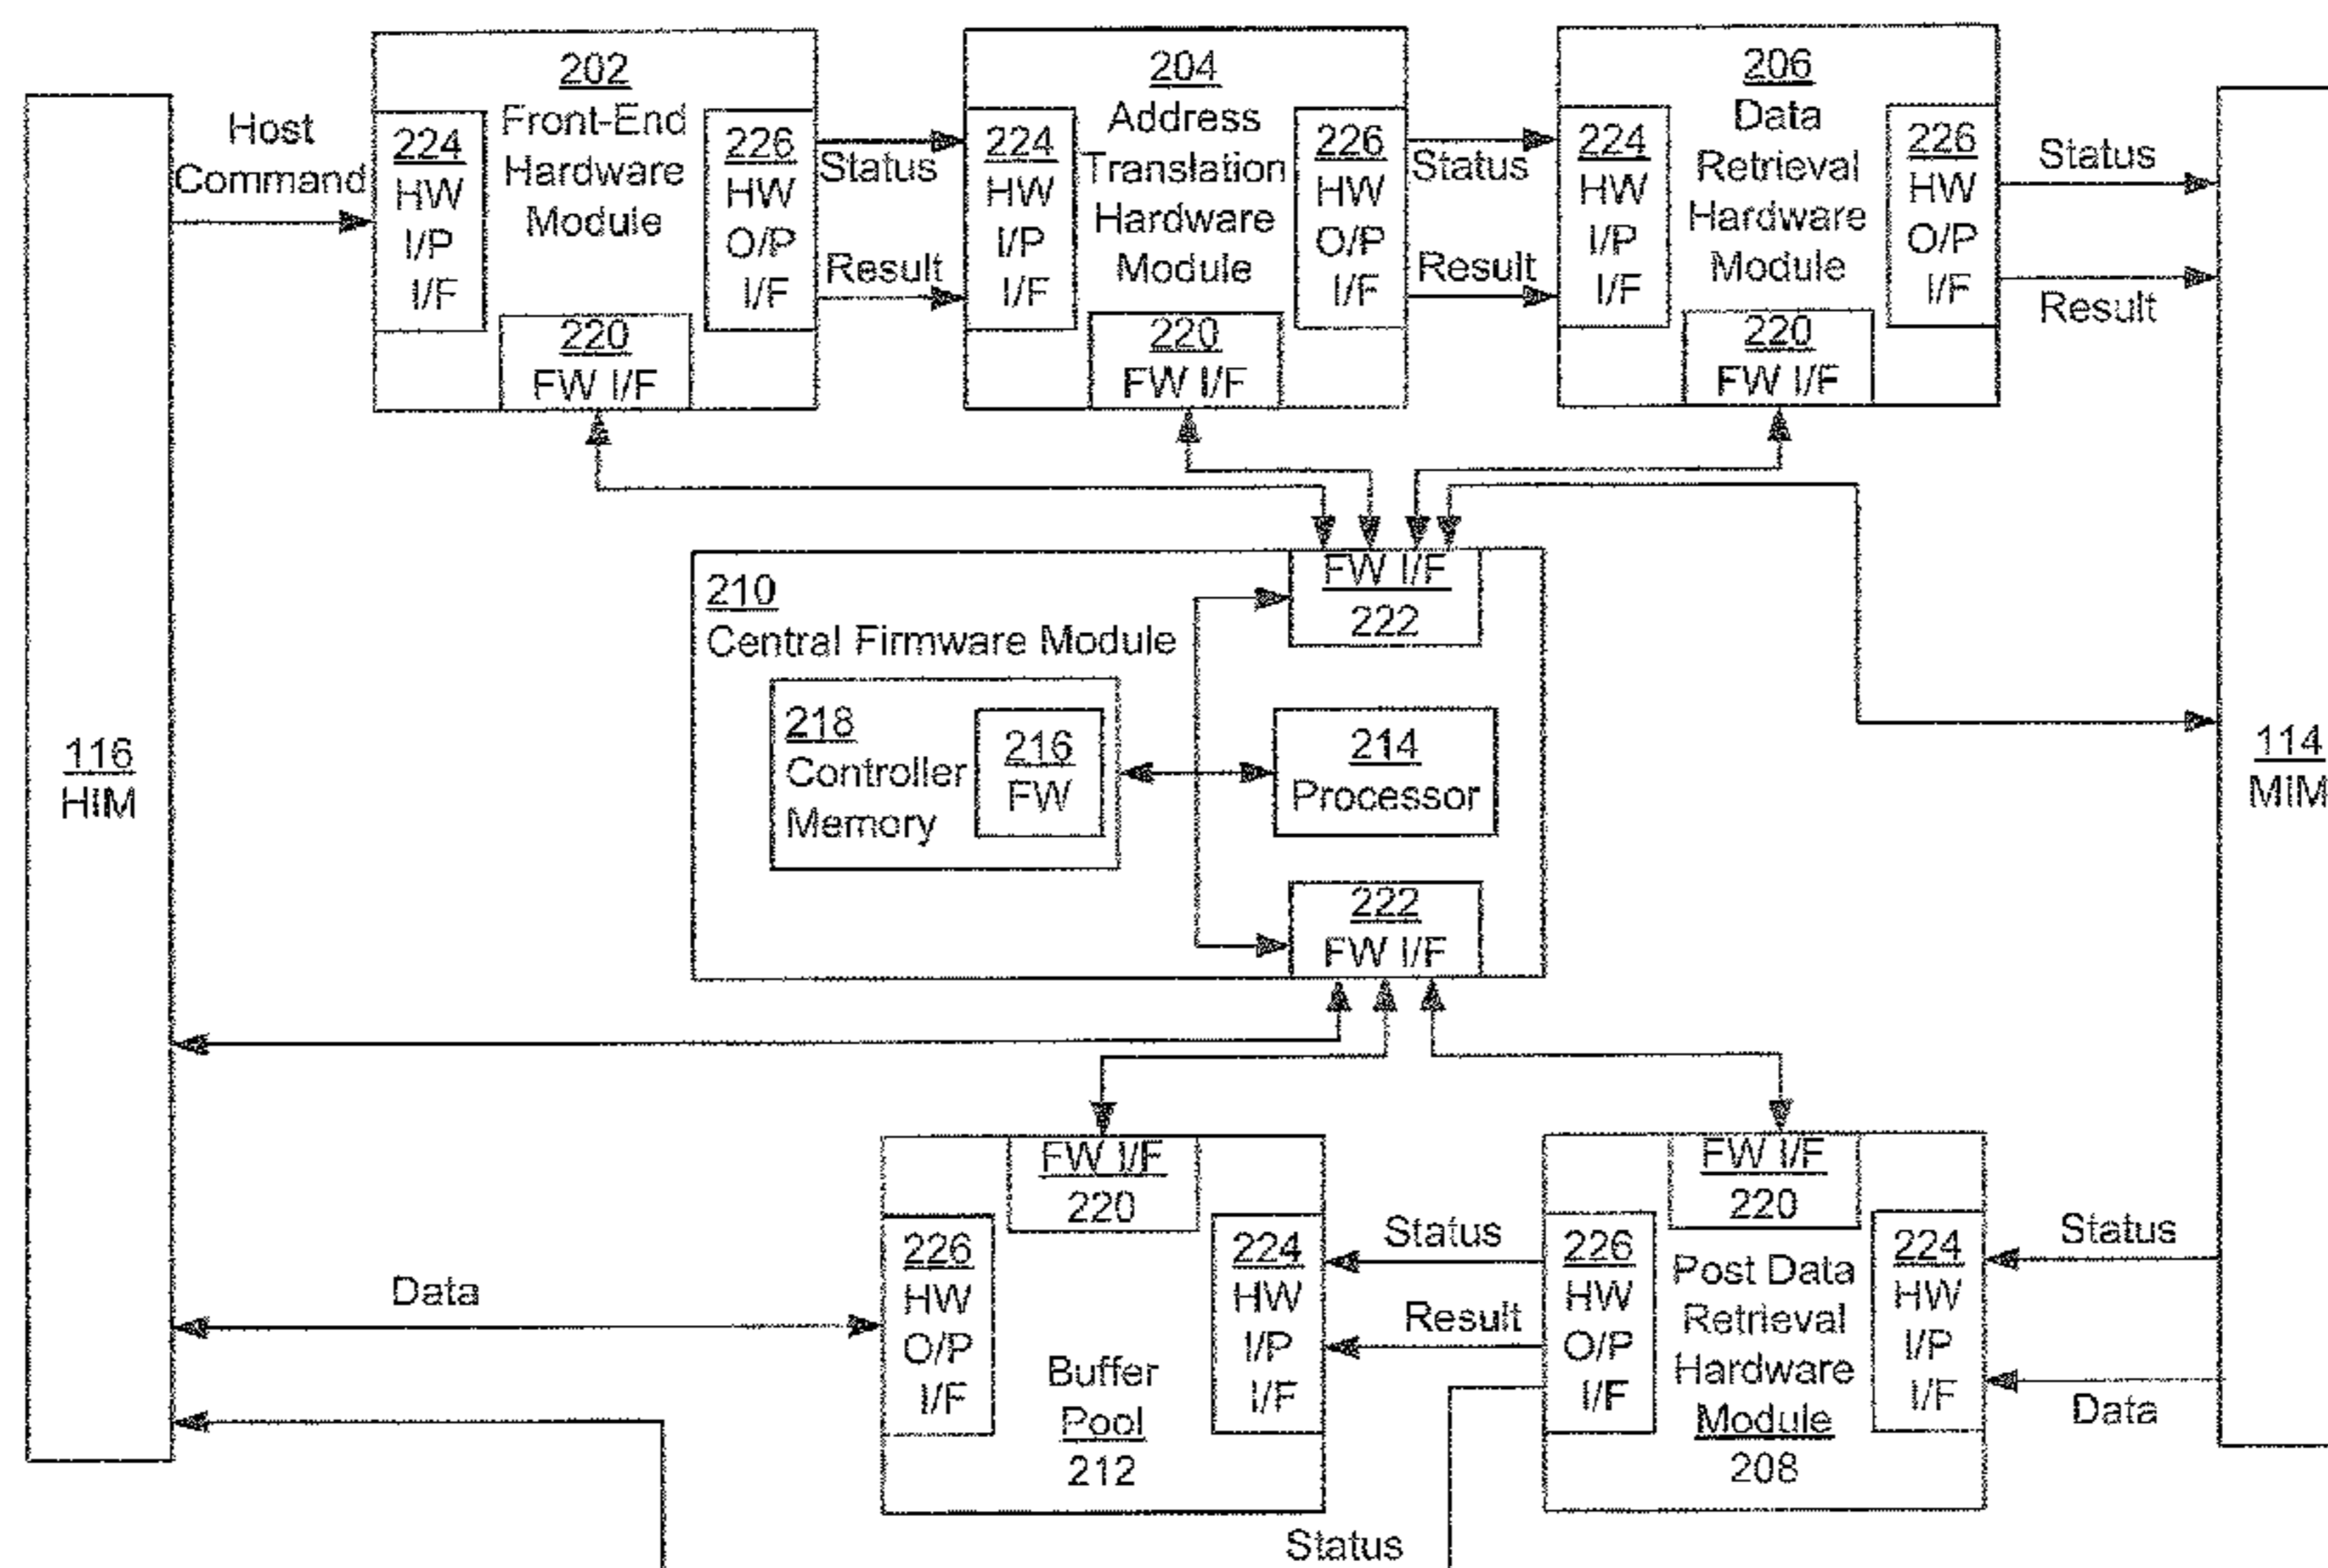 116
HIM
Host
Command
202
Front-End
Hardware
Module
224
HW
I/P
I/F
226
HW
O/P
I/F
220
FW I/F
Status
Result
204
Address
Translation
Hardware
Module
224
HW
I/P
I/F
226
HW
O/P
I/F
220
FW I/F
Status
Result
206
Data
Retrieval
Hardware
Module
224
HW
I/P
I/F
226
HW
O/P
I/F
220
FW I/F
Status
Result
114
MIM
210
Central Firmware Module
FW I/F
222
218
Controller
Memory
216
FW
214
Processor
222
FW I/F
Data
FW I/F
220
226
HW
O/P
I/F
224
HW
I/P
I/F
Buffer
Pool
212
Status
Result
FW I/F
220
226
HW
O/P
I/F
Post Data
Retrieval
Hardware
Module
208
224
HW
I/P
I/F
Status
Data
Status